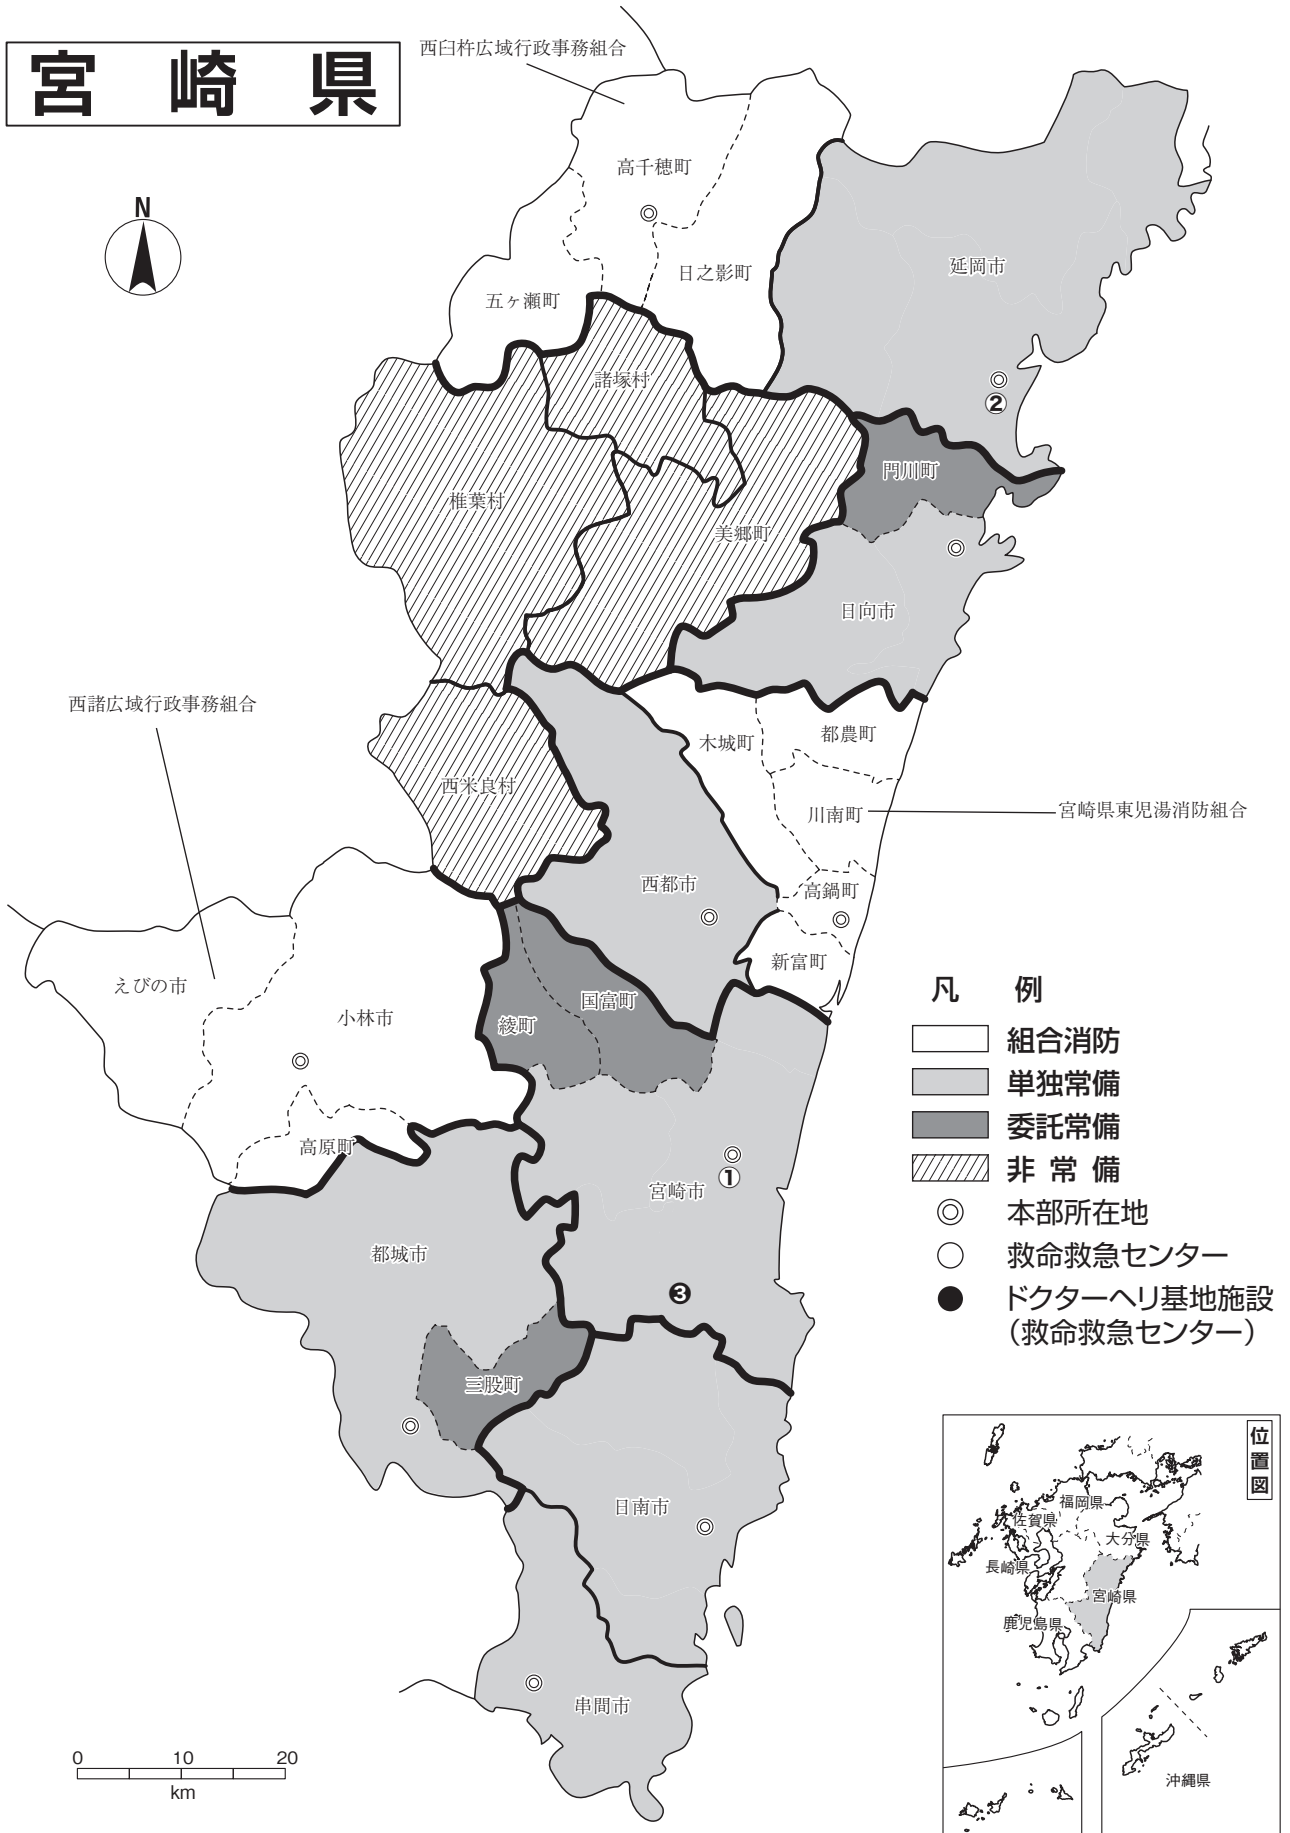 宮崎県
西臼杵広域行政事務組合
N
高千穂町
日之影町
五ヶ瀬町
延岡市
②
諸塚村
門川町
椎葉村
美郷町
日向市
西諸広域行政事務組合
木城町
都農町
西米良村
川南町
宮崎県東児湯消防組合
西都市
高鍋町
新富町
えびの市
小林市
国富町
綾町
高原町
宮崎市
①
都城市
❸
三股町
日南市
串間市
凡例
組合消防
単独常備
委託常備
非常備
本部所在地
救命救急センター
ドクターヘリ基地施設
(救命救急センター)
位置図
福岡県
佐賀県
大分県
長崎県
宮崎県
鹿児島県
沖縄県
0 10 20
km